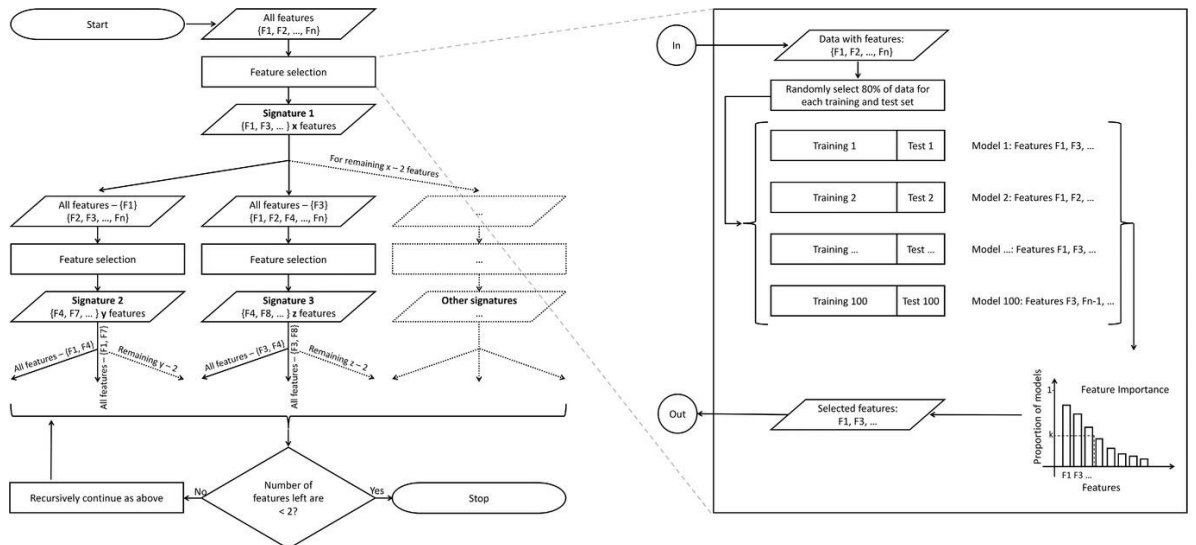 Start
All features
{F1, F2, ..., Fn}
Feature selection
Signature 1
{F1, F3, ... } x features
For remaining x – 2 features
All features – {F1}
{F2, F3, ..., Fn}
All features – {F3}
{F1, F2, F4, ..., Fn}
...
Feature selection
Feature selection
...
Signature 2
{F4, F7, ... } y features
Signature 3
{F4, F8, ... } z features
Other signatures
...
All features – {F1, F4}
All features – {F1, F7}
Remaining y – 2
All features – {F3, F4}
All features – {F3, F8}
Remaining z – 2
Number of
features left are
< 2?
No
Yes
Recursively continue as above
Stop
In
Data with features:
{F1, F2, ..., Fn}
Randomly select 80% of data for
each training and test set
Training 1
Test 1
Model 1: Features F1, F3, ...
Training 2
Test 2
Model 2: Features F1, F2, ...
Training ...
Test ...
Model ...: Features F1, F3, ...
Training 100
Test 100
Model 100: Features F3, Fn-1, ...
Out
Selected features:
F1, F3, ...
Feature Importance
Proportion of models
1
k
F1 F3 ...
Features